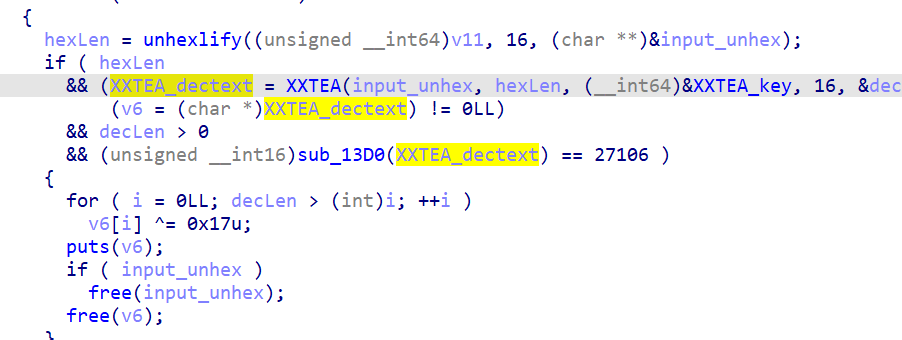 {
hexLen = unhexlify((unsigned __int64)v11, 16, (char **)&input_unhex);
if ( hexLen
&& (XXTEA_dectext = XXTEA(input_unhex, hexLen, (__int64)&XXTEA_key, 16, &dec
(v6 = (char *)XXTEA_dectext) != 0LL)
&& decLen > 0
&& (unsigned __int16)sub_13D0(XXTEA_dectext) == 27106 )
{
for ( i = 0LL; decLen > (int)i; ++i )
v6[i] ^= 0x17u;
puts(v6);
if ( input_unhex )
free(input_unhex);
free(v6);